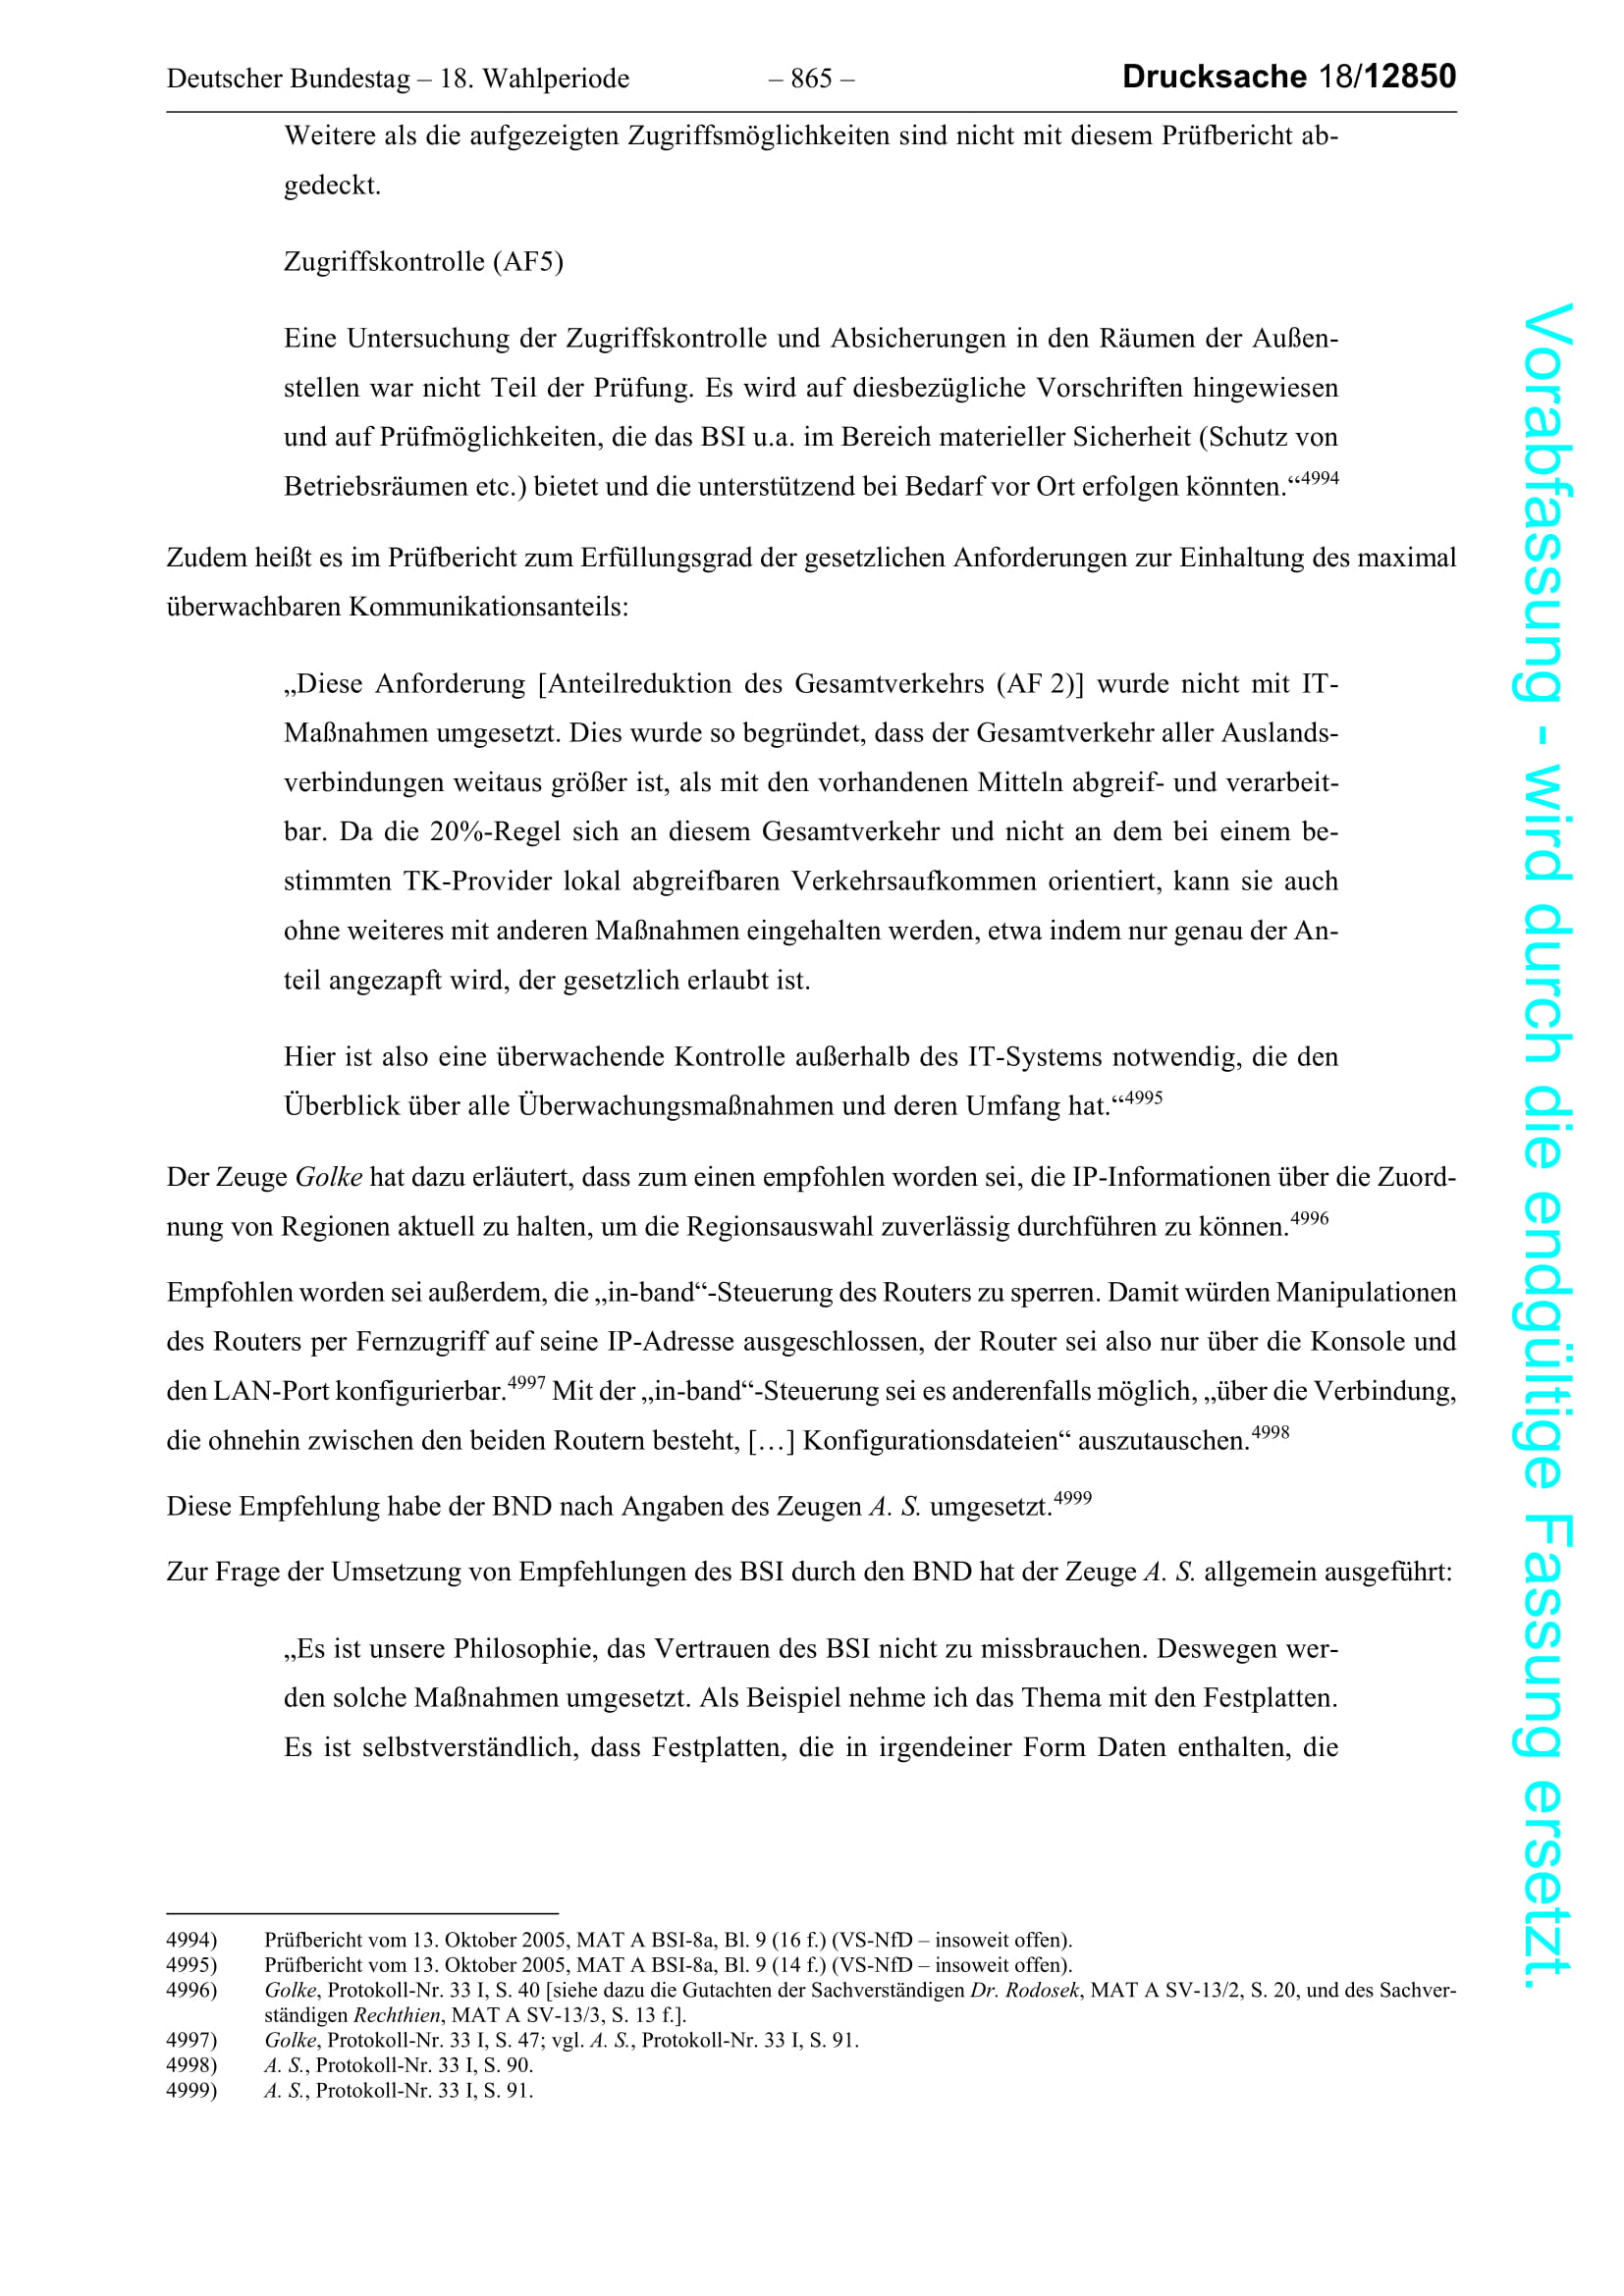 Deutscher Bundestag – 18. Wahlperiode – 865 – Drucksache 18/12850
Weitere als die aufgezeigten Zugriffsmöglichkeiten sind nicht mit diesem Prüfbericht ab-
gedeckt.
Zugriffskontrolle (AF5)
Eine Untersuchung der Zugriffskontrolle und Absicherungen in den Räumen der Außen-
stellen war nicht Teil der Prüfung. Es wird auf diesbezügliche Vorschriften hingewiesen
und auf Prüfmöglichkeiten, die das BSI u.a. im Bereich materieller Sicherheit (Schutz von
Betriebsräumen etc.) bietet und die unterstützend bei Bedarf vor Ort erfolgen könnten.“4994
Zudem heißt es im Prüfbericht zum Erfüllungsgrad der gesetzlichen Anforderungen zur Einhaltung des maximal
überwachbaren Kommunikationsanteils:
„Diese Anforderung [Anteilreduktion des Gesamtverkehrs (AF 2)] wurde nicht mit IT-
Maßnahmen umgesetzt. Dies wurde so begründet, dass der Gesamtverkehr aller Auslands-
verbindungen weitaus größer ist, als mit den vorhandenen Mitteln abgreif- und verarbeit-
bar. Da die 20%-Regel sich an diesem Gesamtverkehr und nicht an dem bei einem be-
stimmten TK-Provider lokal abgreifbaren Verkehrsaufkommen orientiert, kann sie auch
ohne weiteres mit anderen Maßnahmen eingehalten werden, etwa indem nur genau der An-
teil angezapft wird, der gesetzlich erlaubt ist.
Hier ist also eine überwachende Kontrolle außerhalb des IT-Systems notwendig, die den
Überblick über alle Überwachungsmaßnahmen und deren Umfang hat.“4995
Der Zeuge Golke hat dazu erläutert, dass zum einen empfohlen worden sei, die IP-Informationen über die Zuord-
nung von Regionen aktuell zu halten, um die Regionsauswahl zuverlässig durchführen zu können.4996
Empfohlen worden sei außerdem, die „in-band“-Steuerung des Routers zu sperren. Damit würden Manipulationen
des Routers per Fernzugriff auf seine IP-Adresse ausgeschlossen, der Router sei also nur über die Konsole und
den LAN-Port konfigurierbar.4997 Mit der „in-band“-Steuerung sei es anderenfalls möglich, „über die Verbindung,
die ohnehin zwischen den beiden Routern besteht, […] Konfigurationsdateien“ auszutauschen.4998
Diese Empfehlung habe der BND nach Angaben des Zeugen A. S. umgesetzt.4999
Zur Frage der Umsetzung von Empfehlungen des BSI durch den BND hat der Zeuge A. S. allgemein ausgeführt:
„Es ist unsere Philosophie, das Vertrauen des BSI nicht zu missbrauchen. Deswegen wer-
den solche Maßnahmen umgesetzt. Als Beispiel nehme ich das Thema mit den Festplatten.
Es ist selbstverständlich, dass Festplatten, die in irgendeiner Form Daten enthalten, die
4994) Prüfbericht vom 13. Oktober 2005, MAT A BSI-8a, Bl. 9 (16 f.) (VS-NfD – insoweit offen).
4995) Prüfbericht vom 13. Oktober 2005, MAT A BSI-8a, Bl. 9 (14 f.) (VS-NfD – insoweit offen).
4996) Golke, Protokoll-Nr. 33 I, S. 40 [siehe dazu die Gutachten der Sachverständigen Dr. Rodosek, MAT A SV-13/2, S. 20, und des Sachver-
ständigen Rechthien, MAT A SV-13/3, S. 13 f.].
4997) Golke, Protokoll-Nr. 33 I, S. 47; vgl. A. S., Protokoll-Nr. 33 I, S. 91.
4998) A. S., Protokoll-Nr. 33 I, S. 90.
4999) A. S., Protokoll-Nr. 33 I, S. 91.
Vorabfassung - wird durch die endgültige Fassung ersetzt.